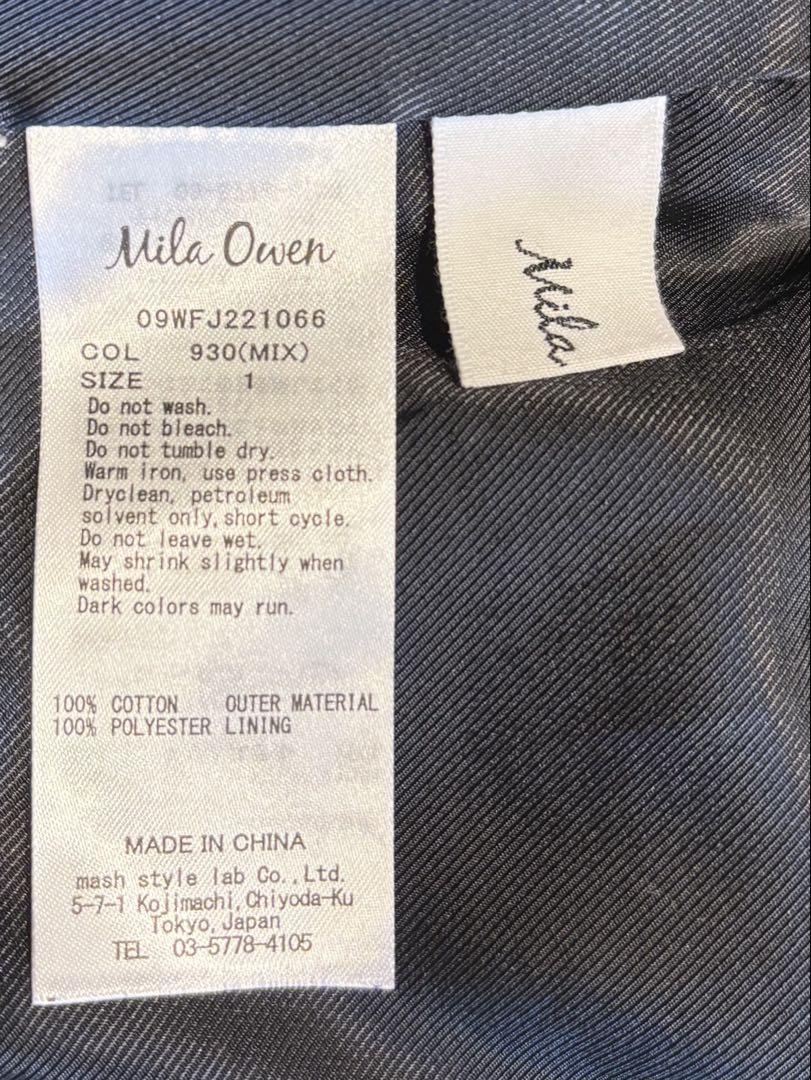 Mila Owen
09WFJ221066
COL 930(MIX)
SIZE 1
Do not wash.
Do not bleach.
Do not tumble dry.
Warm iron, use press cloth.
Dryclean, petroleum
solvent only, short cycle.
Do not leave wet.
May shrink slightly when
washed.
Dark colors may run.
100% COTTON OUTER MATERIAL
100% POLYESTER LINING
MADE IN CHINA
mash style lab Co., Ltd.
5-7-1 Kojimachi, Chiyoda-Ku
Tokyo, Japan
TEL 03-5778-4105
Mila